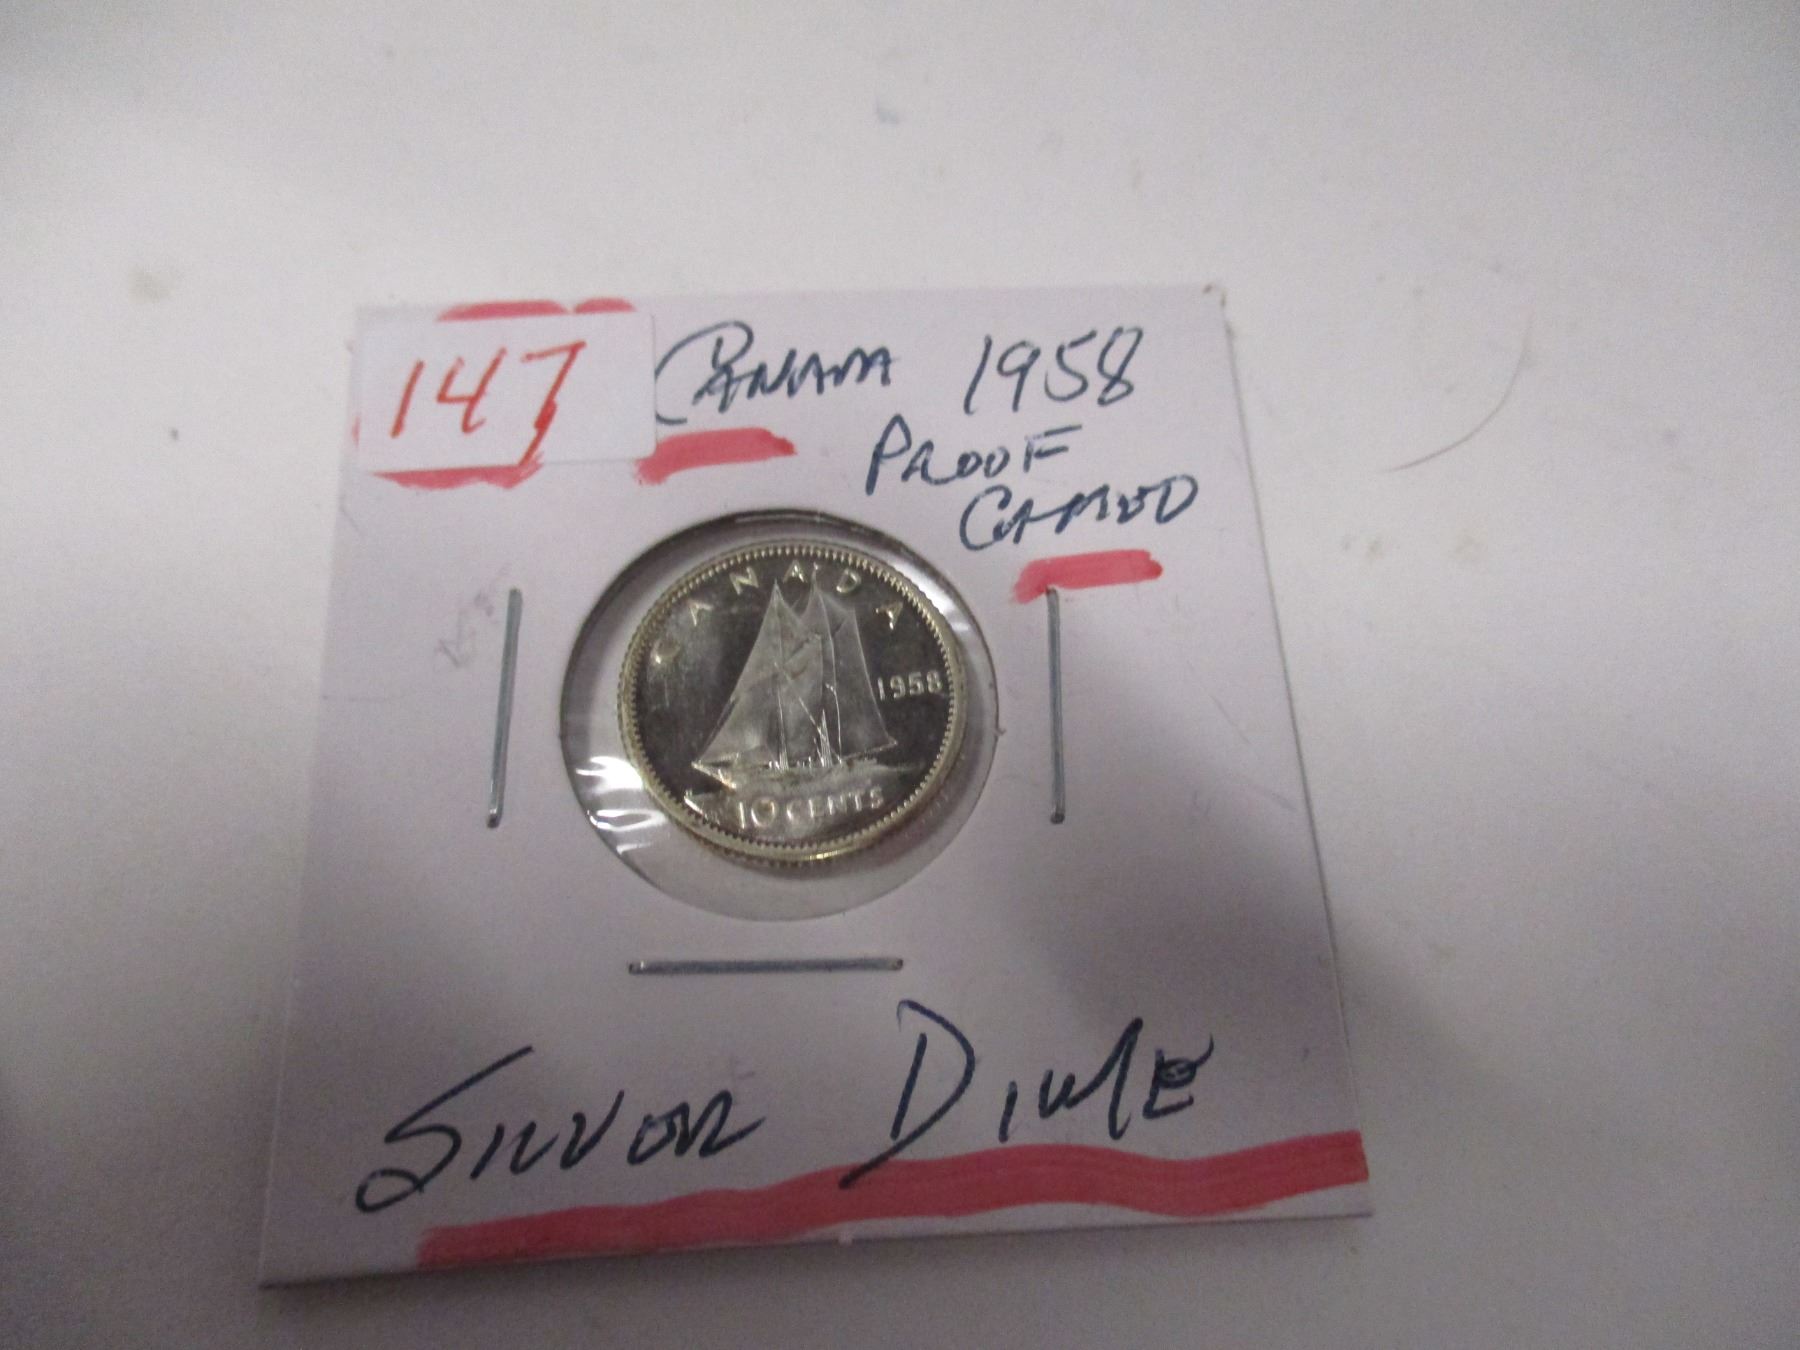 147
CANADA 1958
PROOF
CAMEO
CANADA
1958
10 CENTS
SILVER DIME